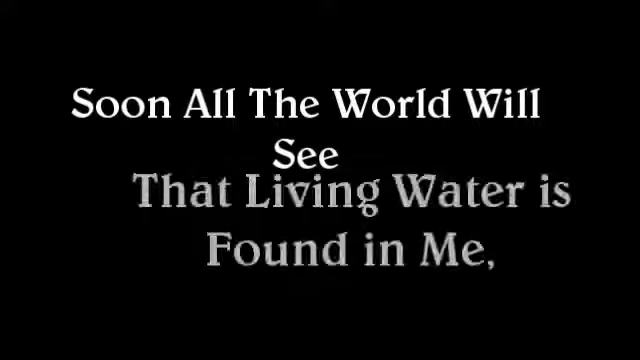 Soon All The World Will
See
That Living Water is
Found in Me,